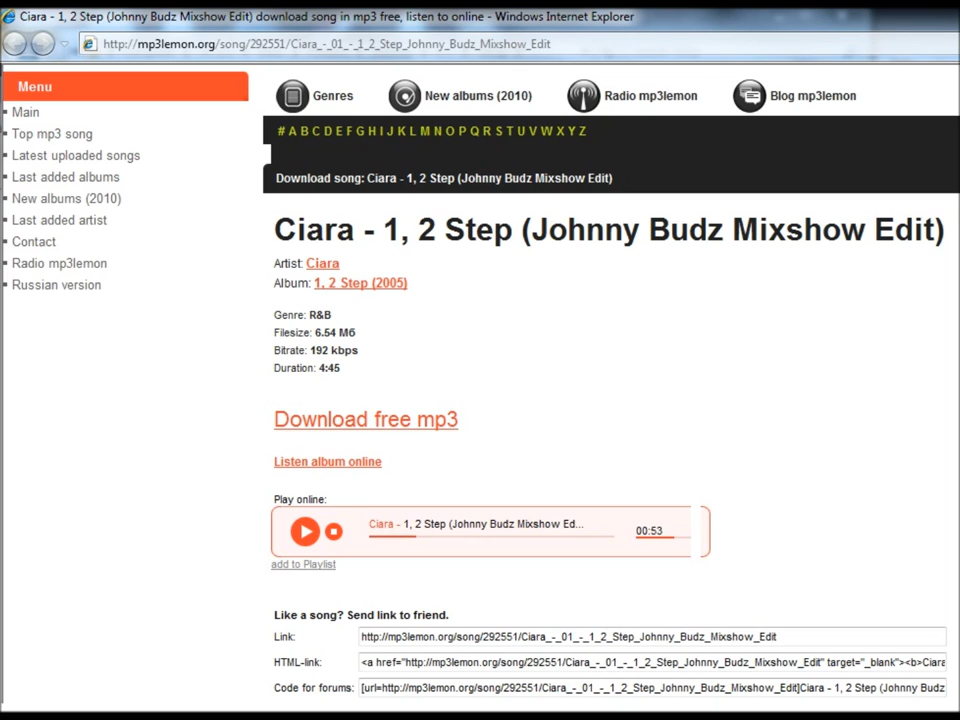 Ciara - 1, 2 Step (Johnny Budz Mixshow Edit) download song in mp3 free, listen to online - Windows Internet Explorer
http://mp3lemon.org/song/292551/Ciara_-_01_-_1_2_Step_Johnny_Budz_Mixshow_Edit
Menu
Main
Top mp3 song
Latest uploaded songs
Last added albums
New albums (2010)
Last added artist
Contact
Radio mp3lemon
Russian version
Genres New albums (2010) Radio mp3lemon Blog mp3lemon
# A B C D E F G H I J K L M N O P Q R S T U V W X Y Z
Download song: Ciara - 1, 2 Step (Johnny Budz Mixshow Edit)
Ciara - 1, 2 Step (Johnny Budz Mixshow Edit)
Artist: Ciara
Album: 1, 2 Step (2005)
Genre: R&B
Filesize: 6.54 Мб
Bitrate: 192 kbps
Duration: 4:45
Download free mp3
Listen album online
Play online:
Ciara - 1, 2 Step (Johnny Budz Mixshow Ed... 00:53
add to Playlist
Like a song? Send link to friend.
Link: http://mp3lemon.org/song/292551/Ciara_-_01_-_1_2_Step_Johnny_Budz_Mixshow_Edit
HTML-link: <a href="http://mp3lemon.org/song/292551/Ciara_-_01_-_1_2_Step_Johnny_Budz_Mixshow_Edit" target="_blank"><b>Ciara
Code for forums: [url=http://mp3lemon.org/song/292551/Ciara_-_01_-_1_2_Step_Johnny_Budz_Mixshow_Edit]Ciara - 1, 2 Step (Johnny Budz